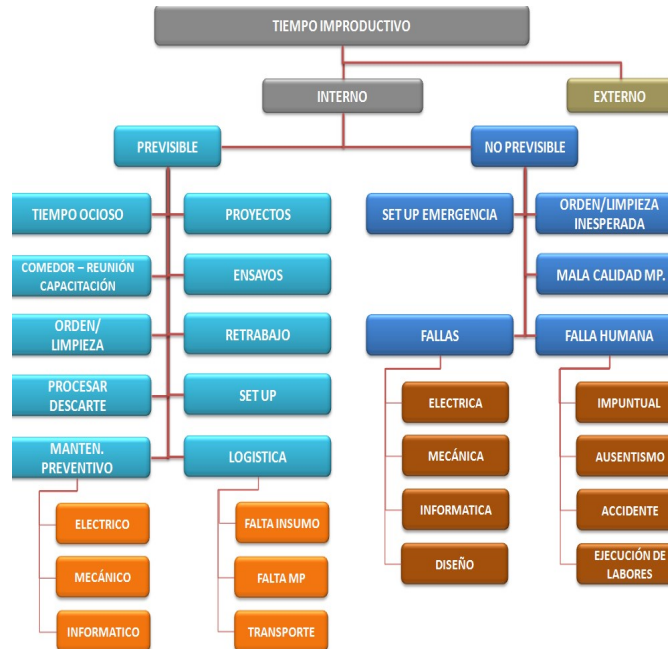 TIEMPO IMPRODUCTIVO
INTERNO
EXTERNO
PREVISIBLE
NO PREVISIBLE
TIEMPO OCIOSO
PROYECTOS
SET UP EMERGENCIA
ORDEN/LIMPIEZA
INESPERADA
COMEDOR – REUNIÓN
CAPACITACIÓN
ENSAYOS
MALA CALIDAD MP.
ORDEN/
LIMPIEZA
RETRABAJO
FALLAS
FALLA HUMANA
PROCESAR
DESCARTE
SET UP
ELECTRICA
IMPUNTUAL
MANTEN.
PREVENTIVO
LOGISTICA
MECÁNICA
AUSENTISMO
ELECTRICO
FALTA INSUMO
INFORMATICA
ACCIDENTE
MECÁNICO
FALTA MP
DISEÑO
EJECUCIÓN DE
LABORES
INFORMATICO
TRANSPORTE